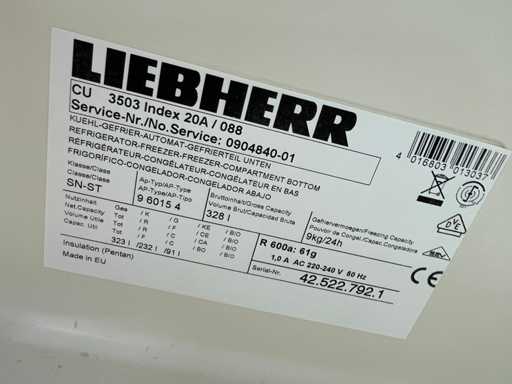 LIEBHERR
CU 3503 Index 20A / 088
Service-Nr./No.Service: 0904840-01
KUEHL-GEFRIER-AUTOMAT-GEFRIERTEIL UNTEN
REFRIGERATOR-FREEZER-FREEZER-COMPARTMENT BOTTOM
RÉFRIGÉRATEUR-CONGÉLATEUR-CONGÉLATEUR EN BAS
FRIGORÍFICO-CONGELADOR-CONGELADOR ABAJO
4 016803 013037
Klasse/Class
Classe/Clase
SN-ST
Ap-Typ/AP-Type
AP-Type/AP-Tipo
9 6015 4
Bruttoinhalt/Gross Capacity
Volume Brut/Capacidad Bruta
328 l
Gefriervermoegen/Freezing Capacity
Pouvoir de Congel./Capac.Congelación
9kg/24h
Nutzinhalt
Net.Capacity
Volume Utile
Capac. Util
Ges / K / G / KE / BIO
Tot / R / F / CE / BIO
Tot / R / F / CA / BIO
Tot / F / C / BO / BIO
323 l /232 l /91 l
Insulation (Pentan)
Made in EU
R 600a: 61g
1,0 A AC 220-240 V 50 Hz
Serial-Nr. 42.522.792.1
CE